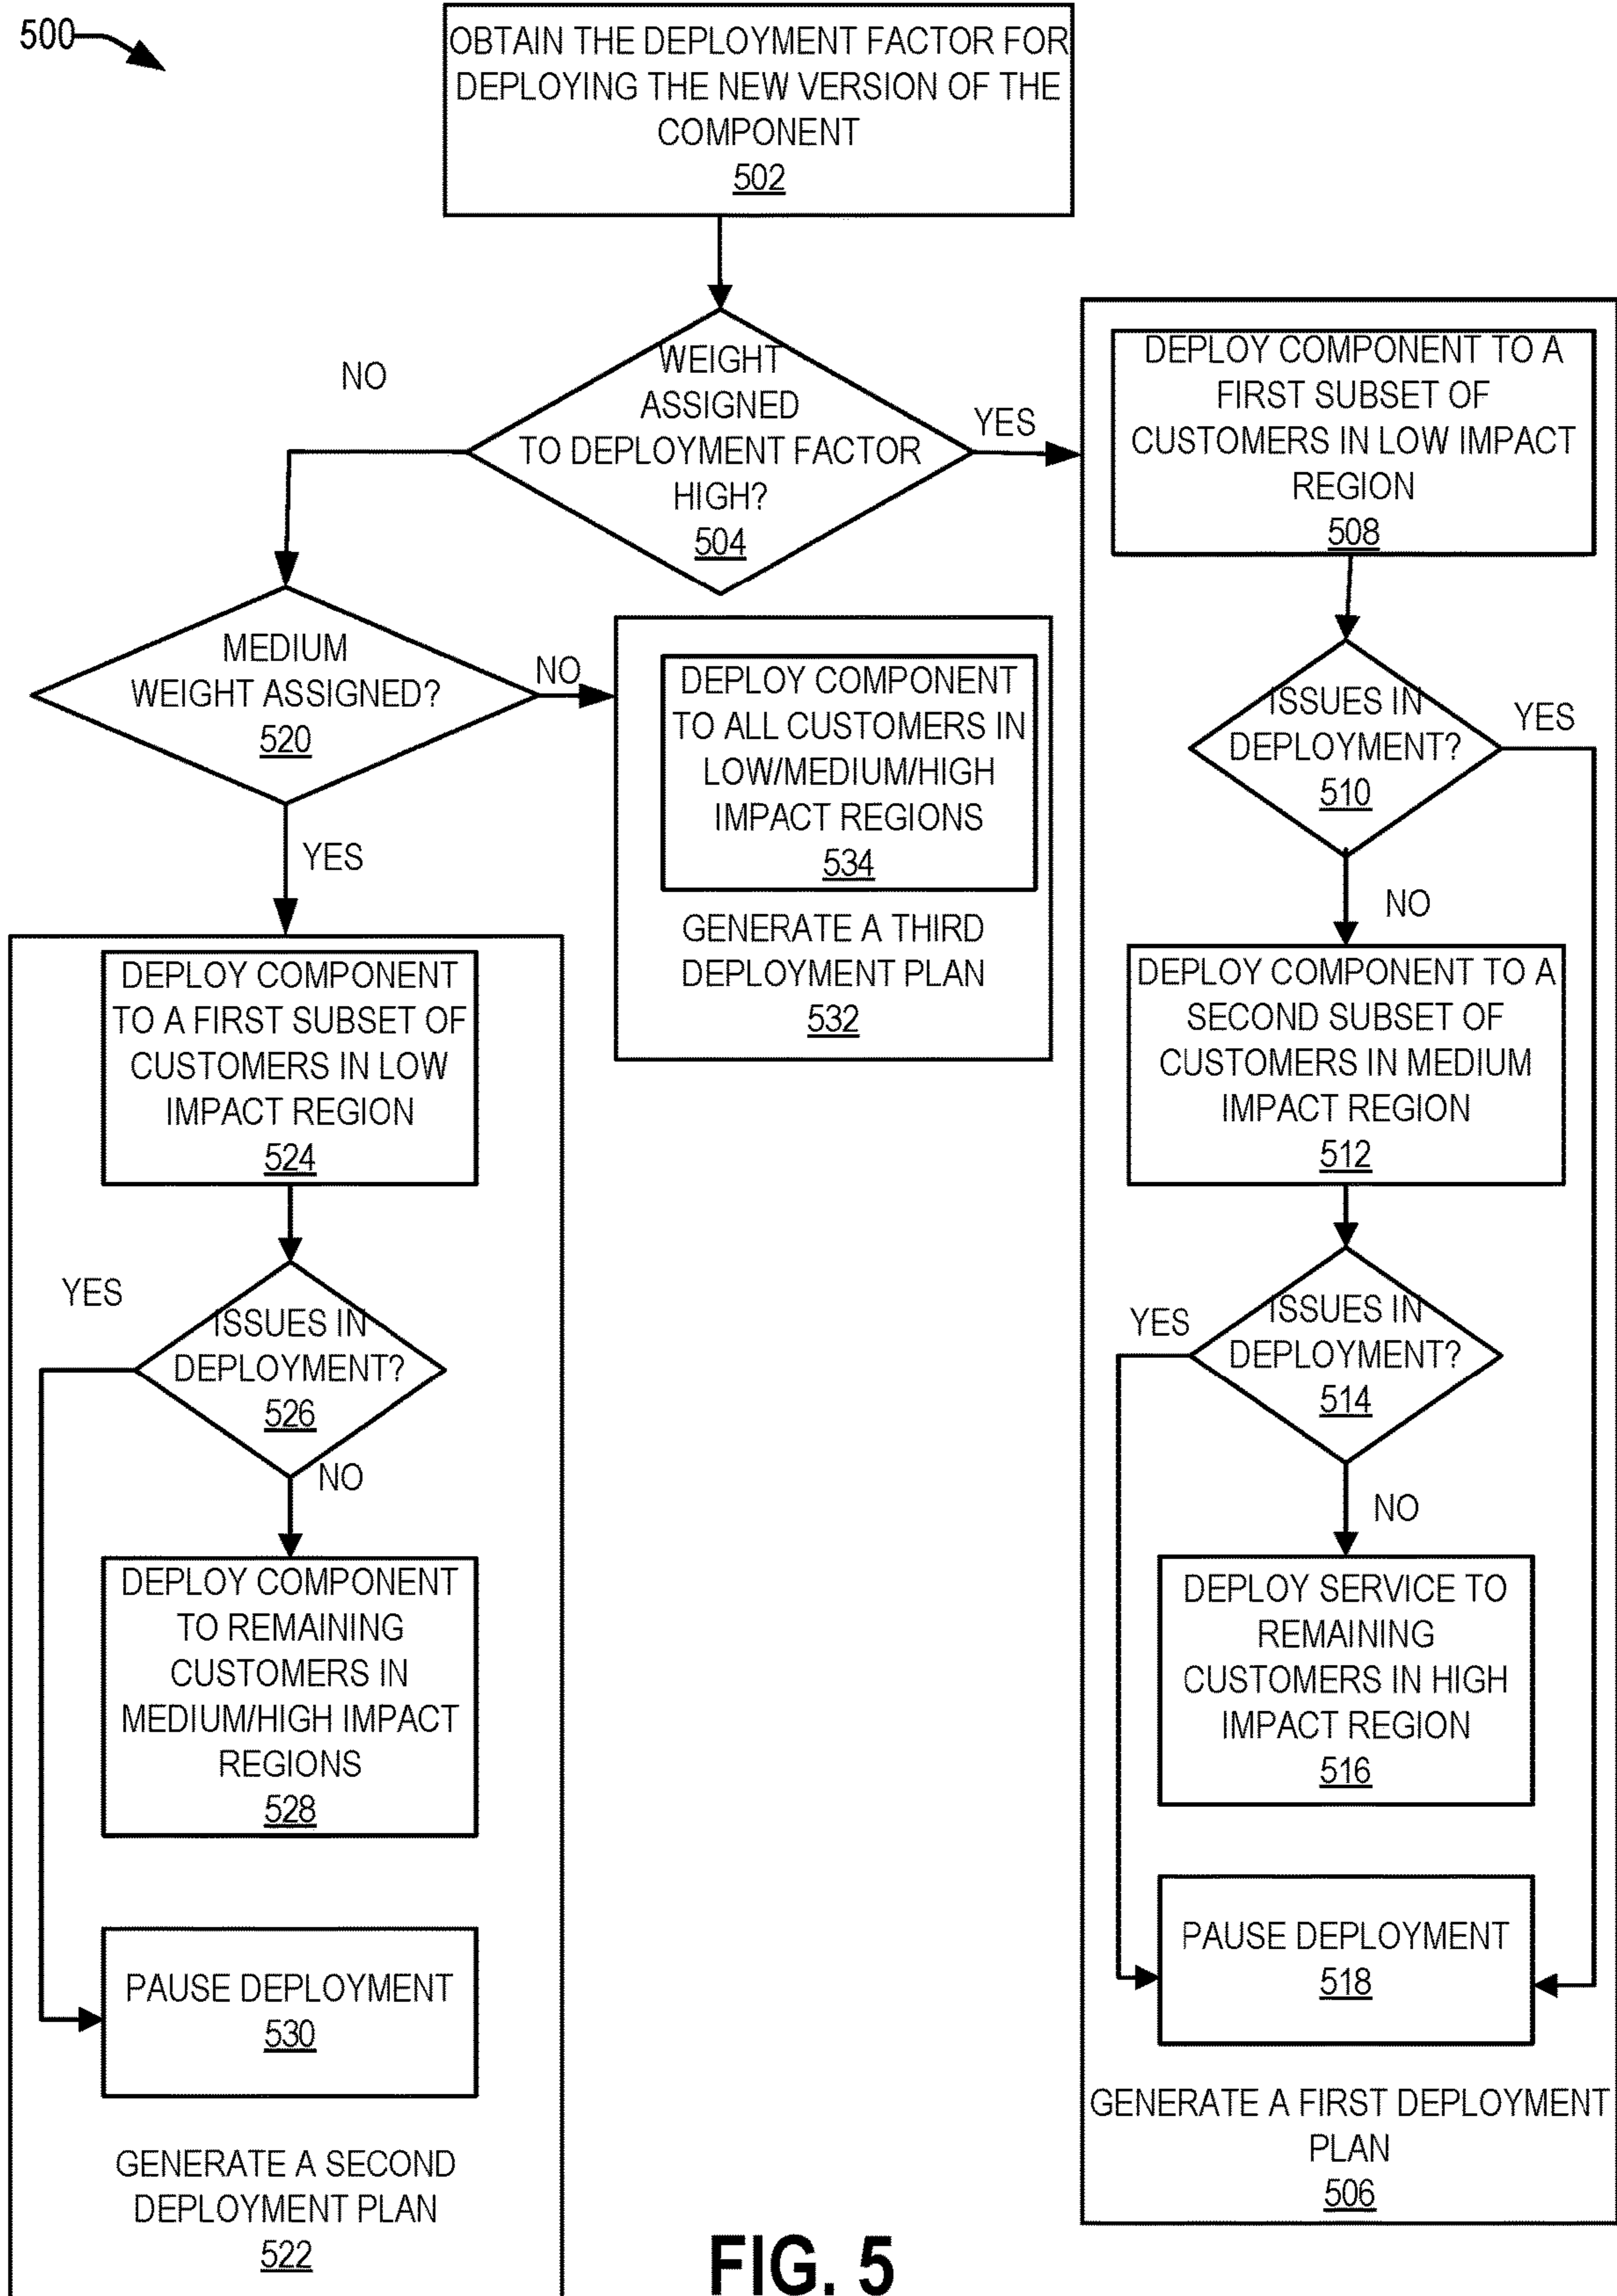 500
OBTAIN THE DEPLOYMENT FACTOR FOR
DEPLOYING THE NEW VERSION OF THE
COMPONENT
502
WEIGHT
ASSIGNED
TO DEPLOYMENT FACTOR
HIGH?
504
NO
YES
MEDIUM
WEIGHT ASSIGNED?
520
NO
YES
DEPLOY COMPONENT
TO ALL CUSTOMERS IN
LOW/MEDIUM/HIGH
IMPACT REGIONS
534
GENERATE A THIRD
DEPLOYMENT PLAN
532
DEPLOY COMPONENT
TO A FIRST SUBSET OF
CUSTOMERS IN LOW
IMPACT REGION
524
ISSUES IN
DEPLOYMENT?
526
YES
NO
DEPLOY COMPONENT
TO REMAINING
CUSTOMERS IN
MEDIUM/HIGH IMPACT
REGIONS
528
PAUSE DEPLOYMENT
530
GENERATE A SECOND
DEPLOYMENT PLAN
522
DEPLOY COMPONENT TO A
FIRST SUBSET OF
CUSTOMERS IN LOW IMPACT
REGION
508
ISSUES IN
DEPLOYMENT?
510
YES
NO
DEPLOY COMPONENT TO A
SECOND SUBSET OF
CUSTOMERS IN MEDIUM
IMPACT REGION
512
ISSUES IN
DEPLOYMENT?
514
YES
NO
DEPLOY SERVICE TO
REMAINING
CUSTOMERS IN HIGH
IMPACT REGION
516
PAUSE DEPLOYMENT
518
GENERATE A FIRST DEPLOYMENT
PLAN
506
FIG. 5